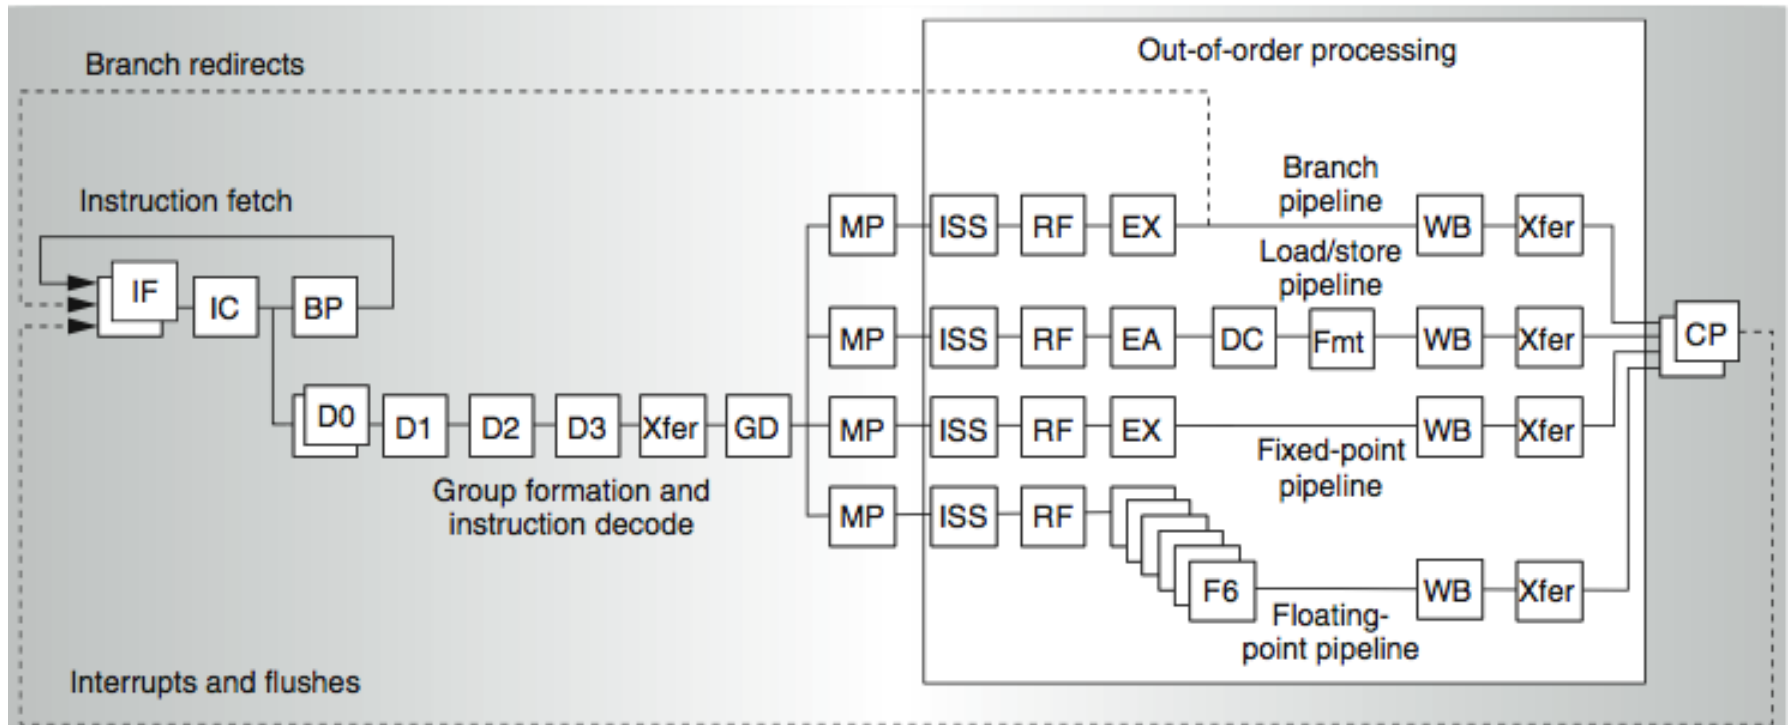 Out-of-order processing
Branch redirects
Instruction fetch
Branch
pipeline
MP ISS RF EX WB Xfer
Load/store
pipeline
IF IC BP
MP ISS RF EA DC Fmt WB Xfer
CP
D0 D1 D2 D3 Xfer GD
MP ISS RF EX WB Xfer
Fixed-point
pipeline
Group formation and
instruction decode
MP ISS RF
F6 WB Xfer
Floating-
point pipeline
Interrupts and flushes